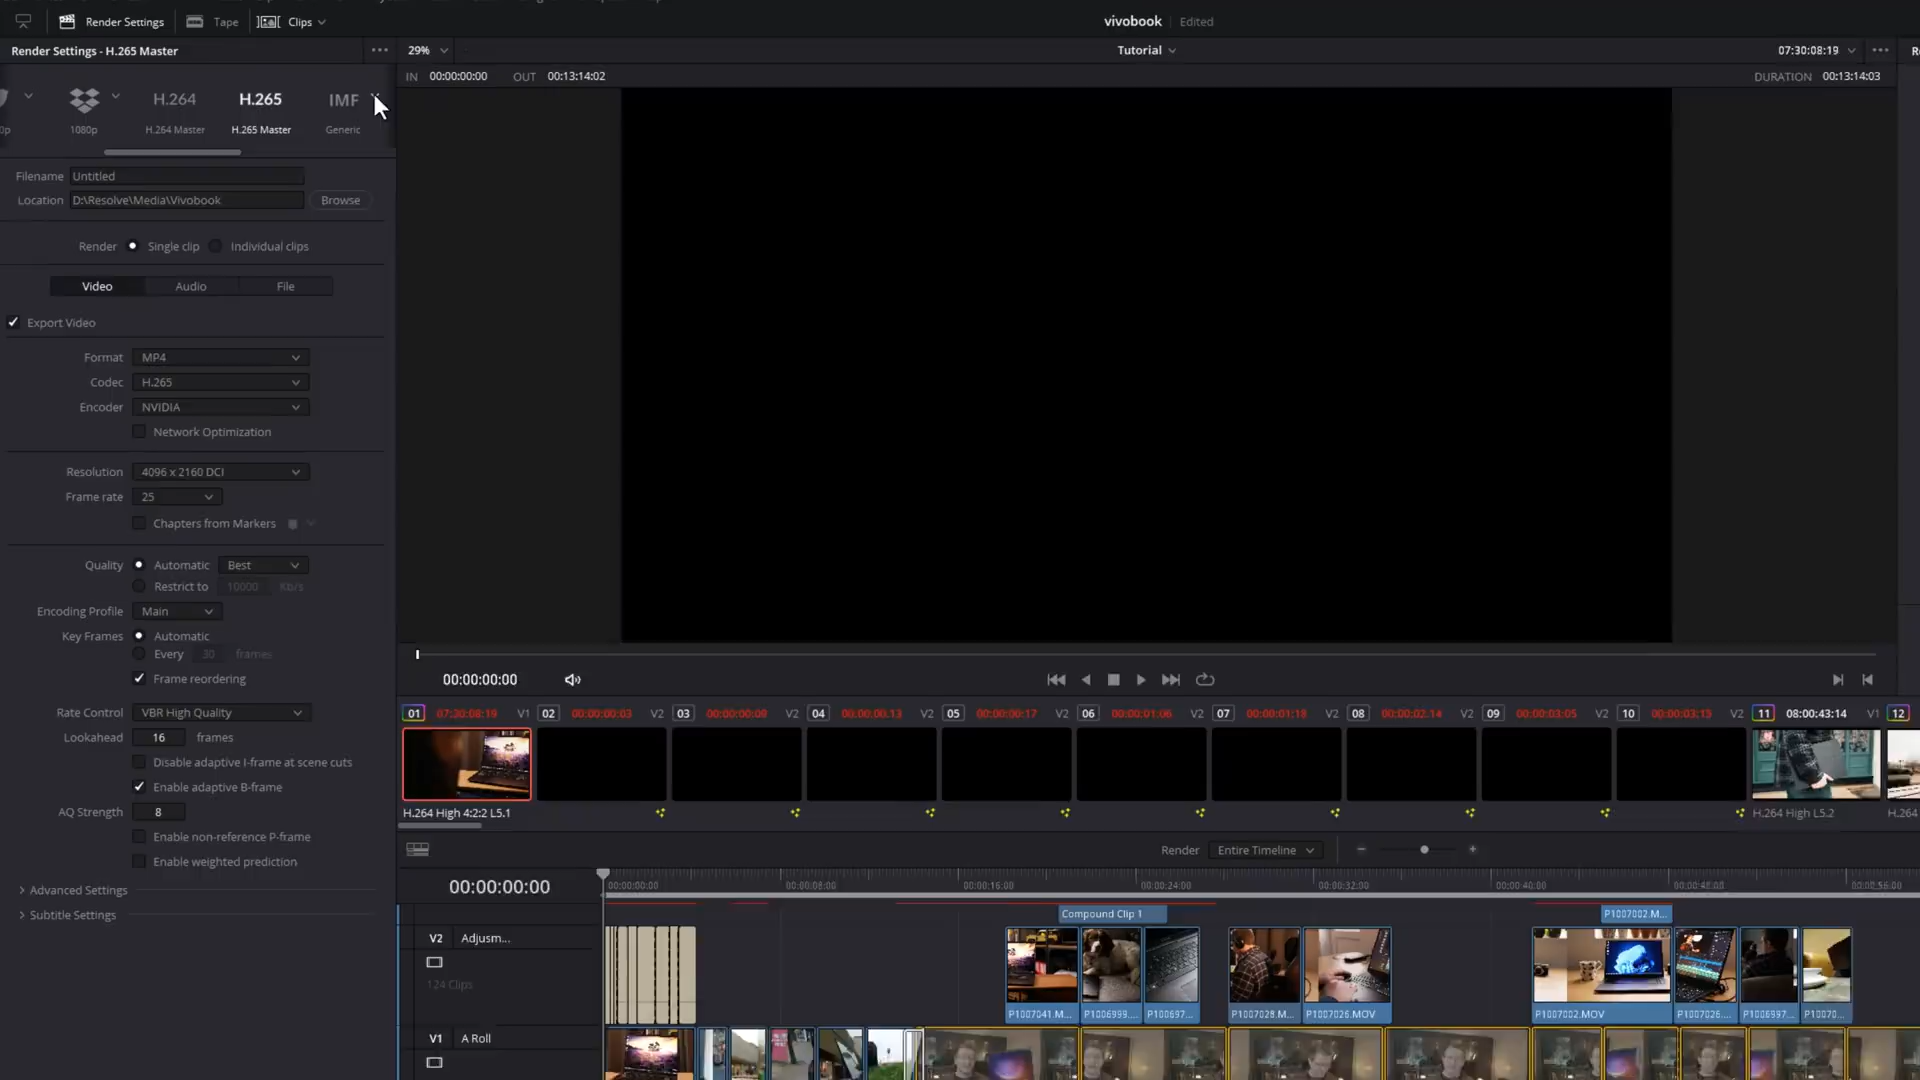 Render Settings
Tape
Clips
vivobook
Edited
Render Settings - H.265 Master
29%
Tutorial
07:30:08:19
IN 00:00:00:00
OUT 00:13:14:02
DURATION 00:13:14:03
H.264
H.265
IMF
1080p
H.264 Master
H.265 Master
Generic
Filename Untitled
Location D:\Resolve\Media\Vivobook
Browse
Render Single clip Individual clips
Video Audio File
Export Video
Format MP4
Codec H.265
Encoder NVIDIA
Network Optimization
Resolution 4096 x 2160 DCI
Frame rate 25
Chapters from Markers
Quality Automatic Best
Restrict to 10000 Kb/s
Encoding Profile Main
Key Frames Automatic
Every 30 frames
Frame reordering
Rate Control VBR High Quality
Lookahead 16 frames
Disable adaptive I-frame at scene cuts
Enable adaptive B-frame
AQ Strength 8
Enable non-reference P-frame
Enable weighted prediction
Advanced Settings
Subtitle Settings
00:00:00:00
01 07:30:08:19 V1 02 00:00:00:03 V2 03 00:00:00:09 V2 04 00:00:00:13 V2 05 00:00:00:17 V2 06 00:00:01:06 V2 07 00:00:01:18 V2 08 00:00:02:14 V2 09 00:00:03:05 V2 10 00:00:03:15 V2 11 08:00:43:14 V1 12
H.264 High 4:2:2 L5.1
H.264 High L5.2
H.264
Render Entire Timeline
00:00:00:00
00:00:00:00 00:00:08:00 00:00:16:00 00:00:24:00 00:00:32:00 00:00:40:00 00:00:48:00 00:00:56:00
Compound Clip 1
P1007002.M...
V2 Adjusm...
124 Clips
P1007041.M... P1006999.... P100697... P1007028.M... P1007026.MOV P1007002.MOV P1007026.... P1006997... P10070...
V1 A Roll